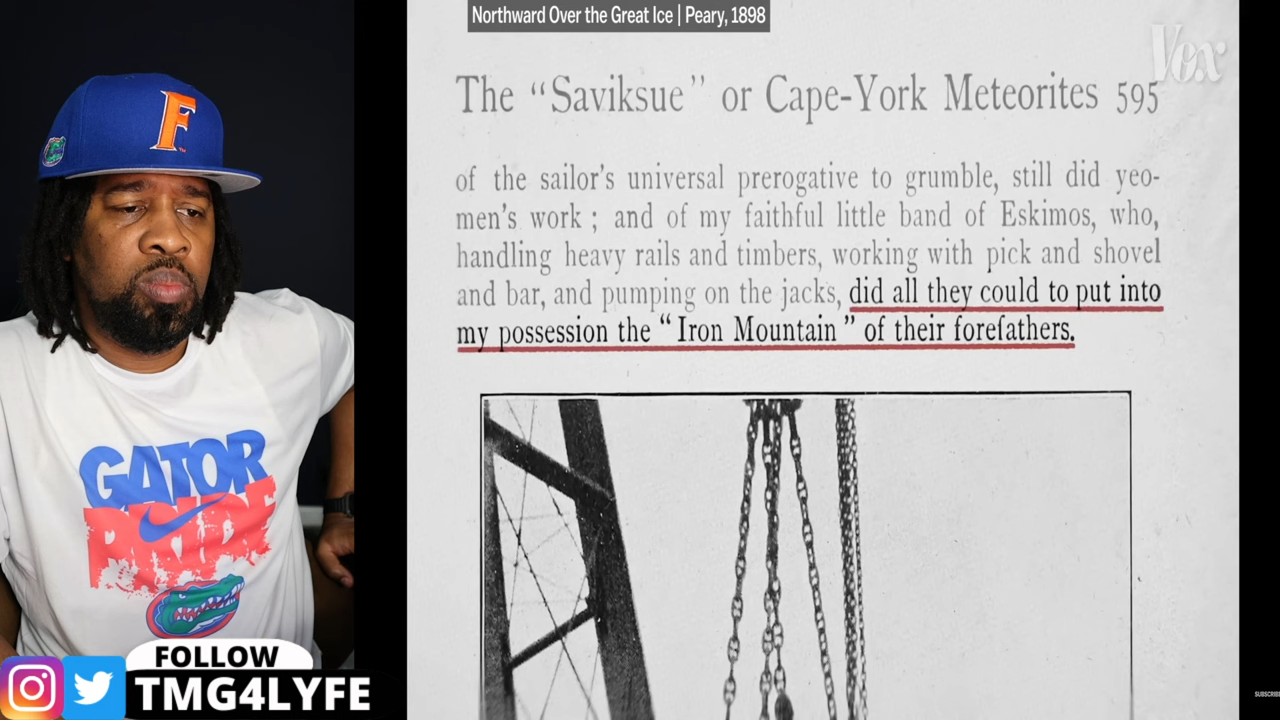 Northward Over the Great Ice | Peary, 1898
Vox
The “Saviksue” or Cape-York Meteorites 595
of the sailor’s universal prerogative to grumble, still did yeo-
men’s work ; and of my faithful little band of Eskimos, who,
handling heavy rails and timbers, working with pick and shovel
and bar, and pumping on the jacks, did all they could to put into
my possession the “ Iron Mountain ” of their forefathers.
F
GATOR
PRIDE
FOLLOW
TMG4LYFE
SUBSCRIBE